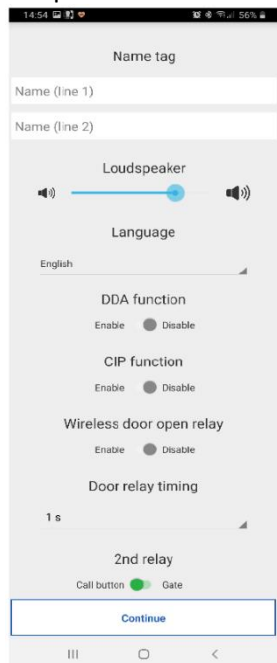 14:54 56%
Name tag
Name (line 1)
Name (line 2)
Loudspeaker
Language
English
DDA function
Enable Disable
CIP function
Enable Disable
Wireless door open relay
Enable Disable
Door relay timing
1 s
2nd relay
Call button Gate
Continue